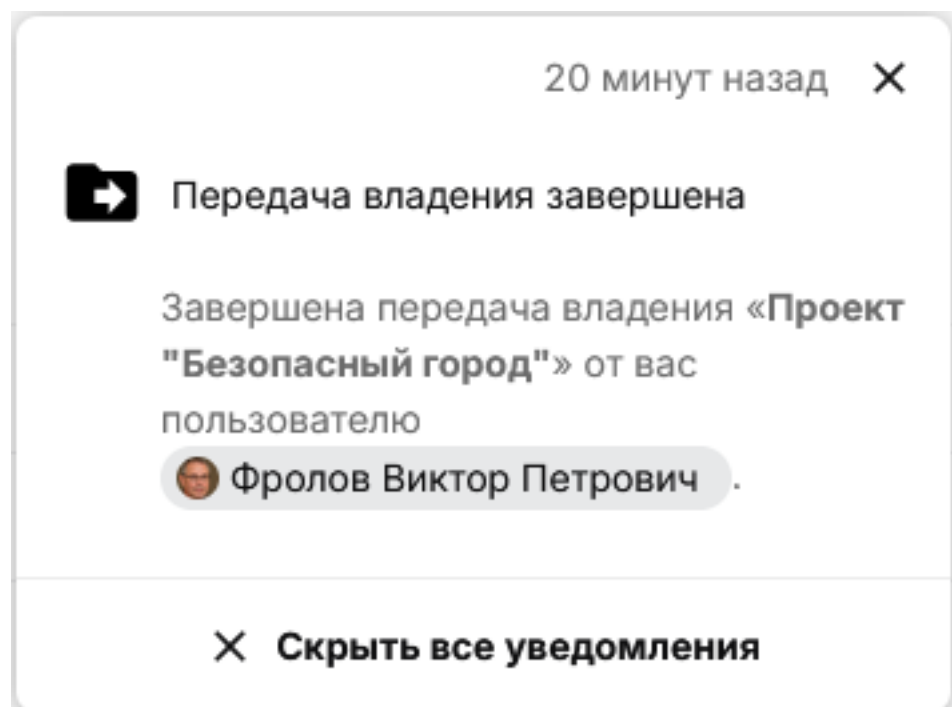 20 минут назад
Передача владения завершена
Завершена передача владения «Проект
"Безопасный город"» от вас
пользователю
Фролов Виктор Петрович .
Скрыть все уведомления